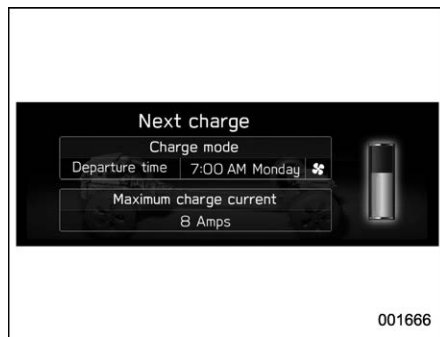 Next charge
Charge mode
Departure time 7:00 AM Monday
Maximum charge current
8 Amps
001666